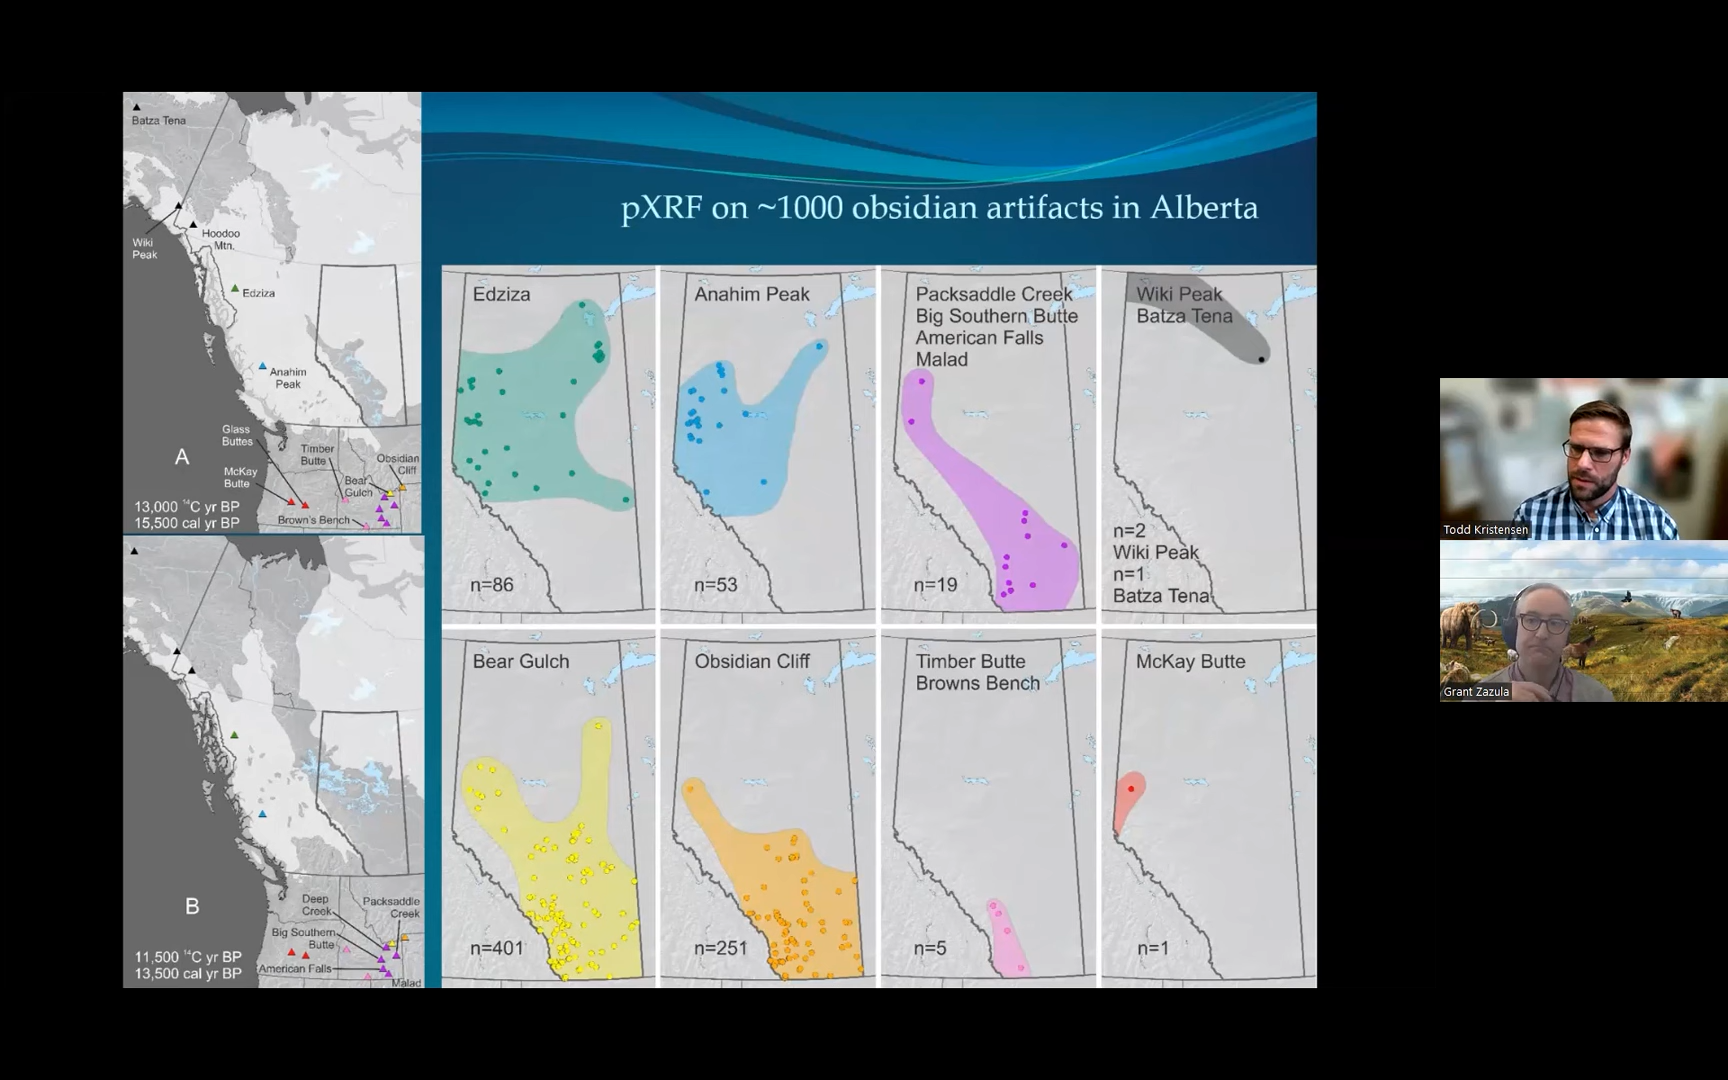 pXRF on ~1000 obsidian artifacts in Alberta
Batza Tena
Wiki
Peak
Hoodoo
Mtn.
Edziza
Anahim
Peak
Glass
Buttes
McKay
Butte
Timber
Butte
Bear
Gulch
Obsidian
Cliff
Brown's Bench
A
13,000 ¹⁴C yr BP
15,500 cal yr BP
B
Deep
Creek
Packsaddle
Creek
Big Southern
Butte
American Falls
Malad
11,500 ¹⁴C yr BP
13,500 cal yr BP
Edziza
n=86
Anahim Peak
n=53
Packsaddle Creek
Big Southern Butte
American Falls
Malad
n=19
Wiki Peak
Batza Tena
n=2
Wiki Peak
n=1
Batza Tena
Bear Gulch
n=401
Obsidian Cliff
n=251
Timber Butte
Browns Bench
n=5
McKay Butte
n=1
Todd Kristensen
Grant Zazula